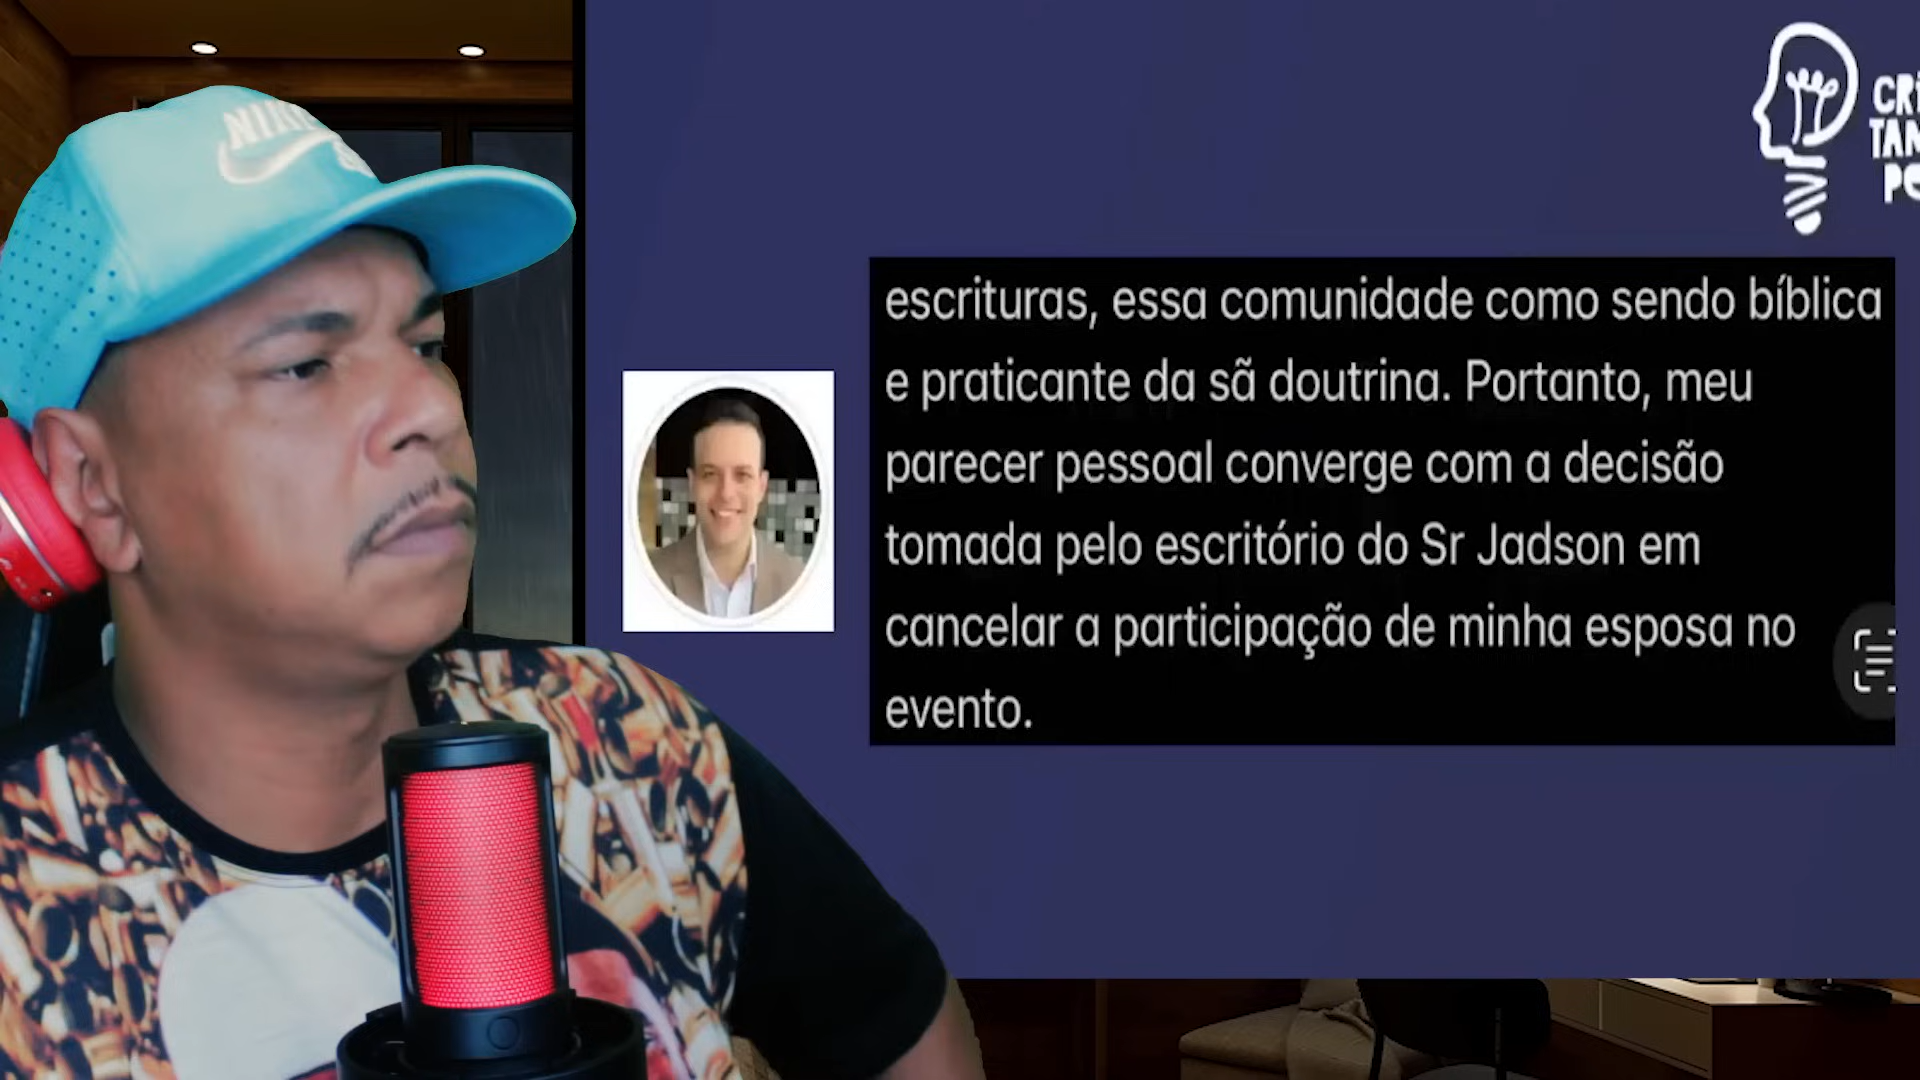 escrituras, essa comunidade como sendo bíblica
e praticante da sã doutrina. Portanto, meu
parecer pessoal converge com a decisão
tomada pelo escritório do Sr Jadson em
cancelar a participação de minha esposa no
evento.